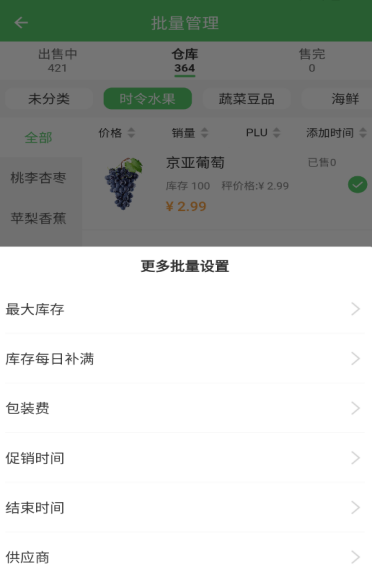 批量管理
出售中 仓库 售完
421 364 0
未分类 时令水果 蔬菜豆品 海鲜
全部 价格 销量 PLU 添加时间
桃李杏枣
苹梨香蕉
京亚葡萄 已售0
库存 100 秤价格:¥ 2.99
¥ 2.99
更多批量设置
最大库存
库存每日补满
包装费
促销时间
结束时间
供应商